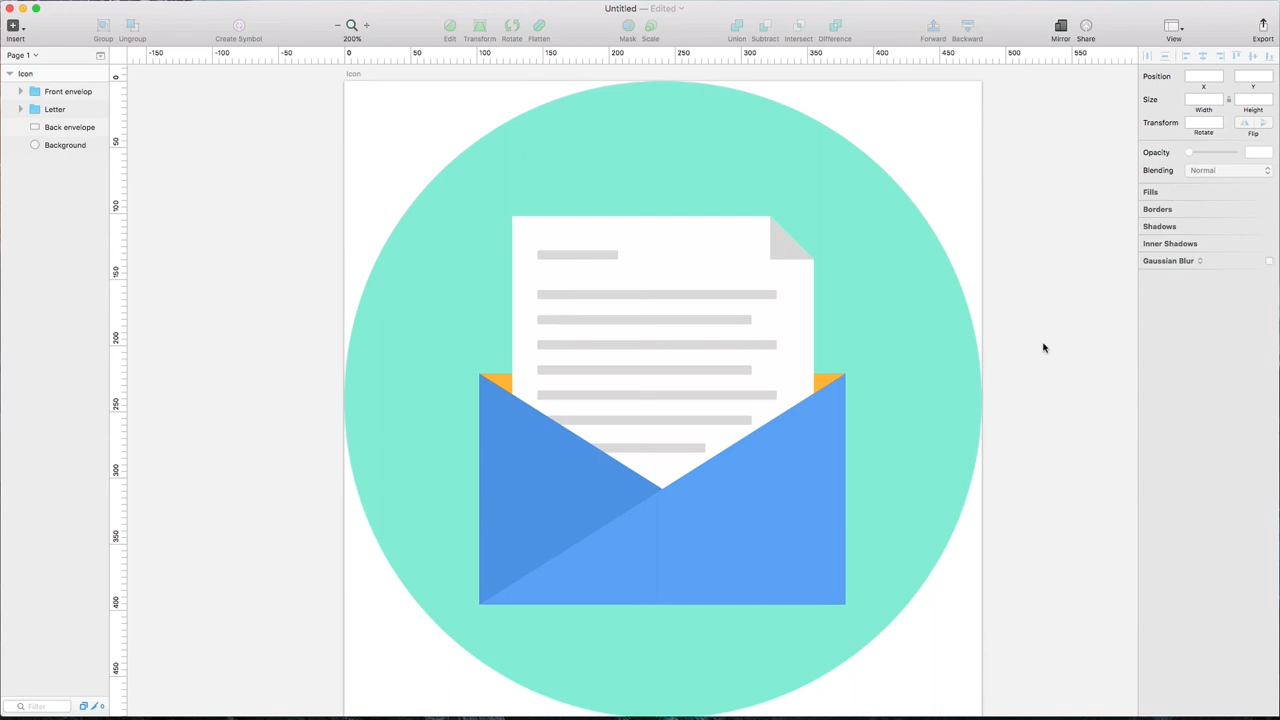 Untitled — Edited
Insert
Group
Ungroup
Create Symbol
200%
Edit
Transform
Rotate
Flatten
Mask
Scale
Union
Subtract
Intersect
Difference
Forward
Backward
Mirror
Share
View
Export
Page 1
-150
-100
-50
0
50
100
150
200
250
300
350
400
450
500
550
Icon
Icon
Front envelop
Letter
Back envelope
Background
0
50
100
150
200
250
300
350
400
450
Position
X
Y
Size
Width
Height
Transform
Rotate
Flip
Opacity
Blending
Normal
Fills
Borders
Shadows
Inner Shadows
Gaussian Blur
Filter
0